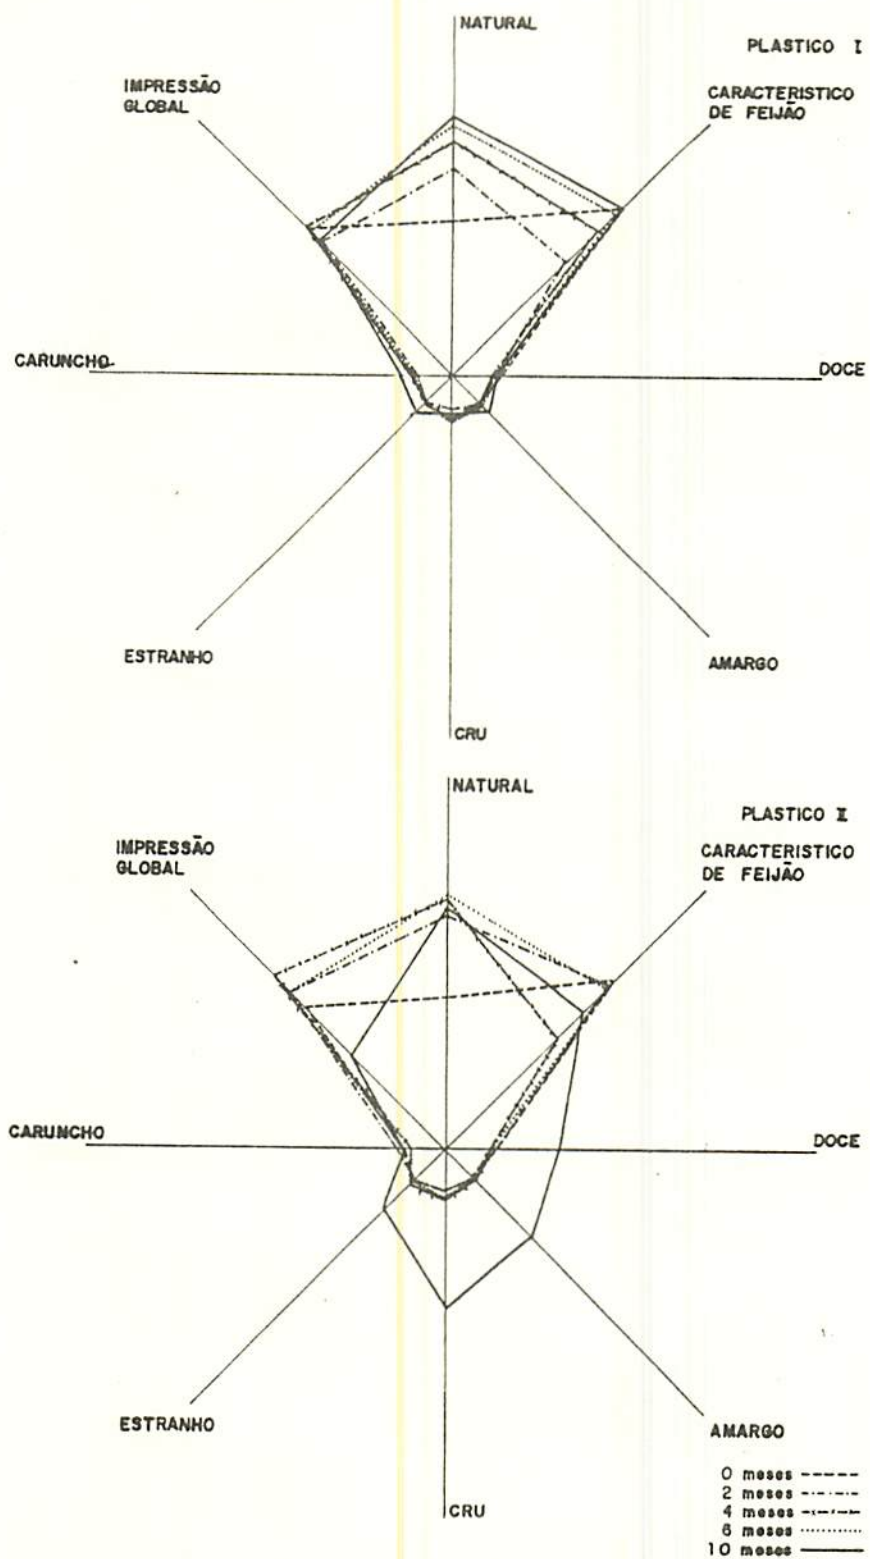 NATURAL
PLASTICO I
IMPRESSÃO
GLOBAL
CARACTERISTICO
DE FEIJÃO
CARUNCHO
DOCE
ESTRANHO
AMARGO
CRU
NATURAL
PLASTICO II
IMPRESSÃO
GLOBAL
CARACTERISTICO
DE FEIJÃO
CARUNCHO
DOCE
ESTRANHO
AMARGO
CRU
0 meses
2 meses
4 meses
6 meses
10 meses